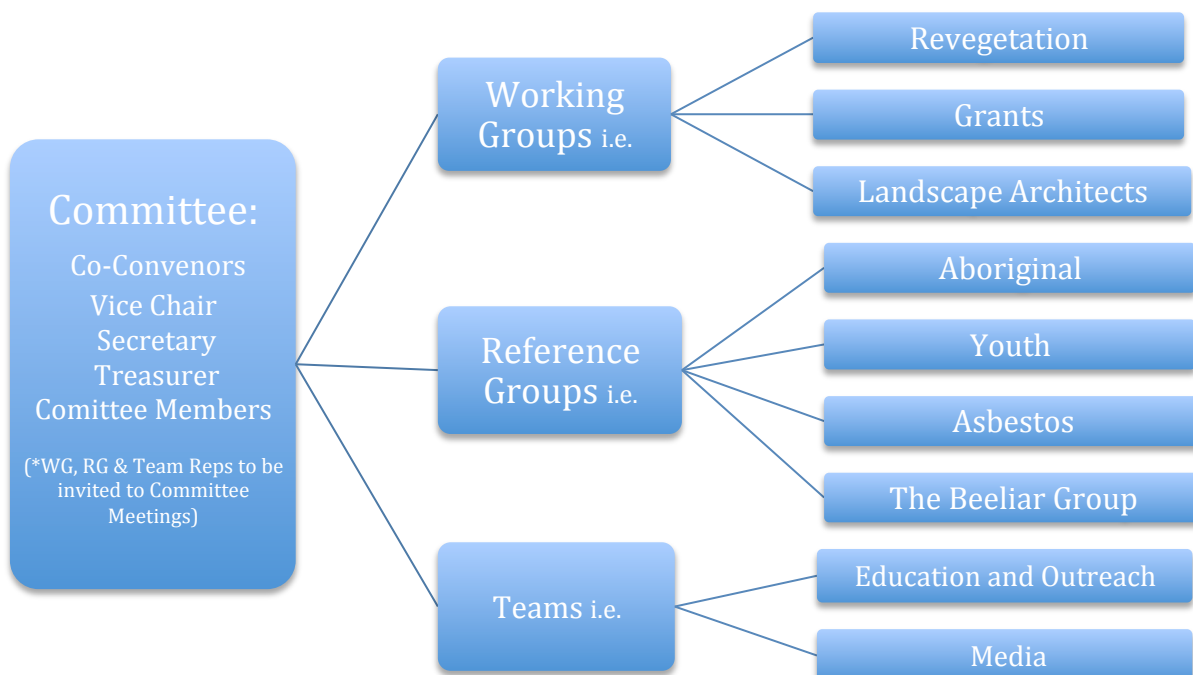 Committee:
Co-Convenors
Vice Chair
Secretary
Treasurer
Comittee Members
(*WG, RG & Team Reps to be
invited to Committee
Meetings)
Working
Groups i.e.
Revegetation
Grants
Landscape Architects
Reference
Groups i.e.
Aboriginal
Youth
Asbestos
The Beeliar Group
Teams i.e.
Education and Outreach
Media